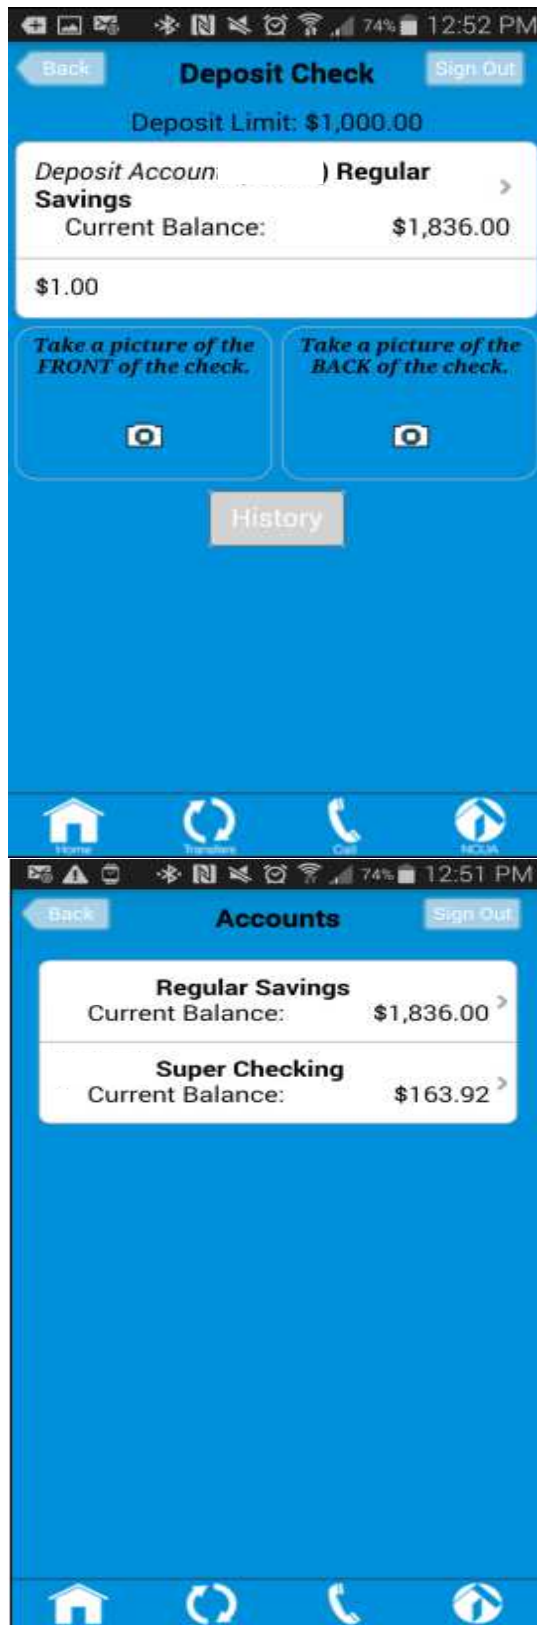 74% 12:52 PM
Back Deposit Check Sign Out
Deposit Limit: $1,000.00
Deposit Accoun ) Regular
Savings
Current Balance: $1,836.00
$1.00
Take a picture of the Take a picture of the
FRONT of the check. BACK of the check.
History
Home Transfers Call NCUA
74% 12:51 PM
Back Accounts Sign Out
Regular Savings
Current Balance: $1,836.00
Super Checking
Current Balance: $163.92